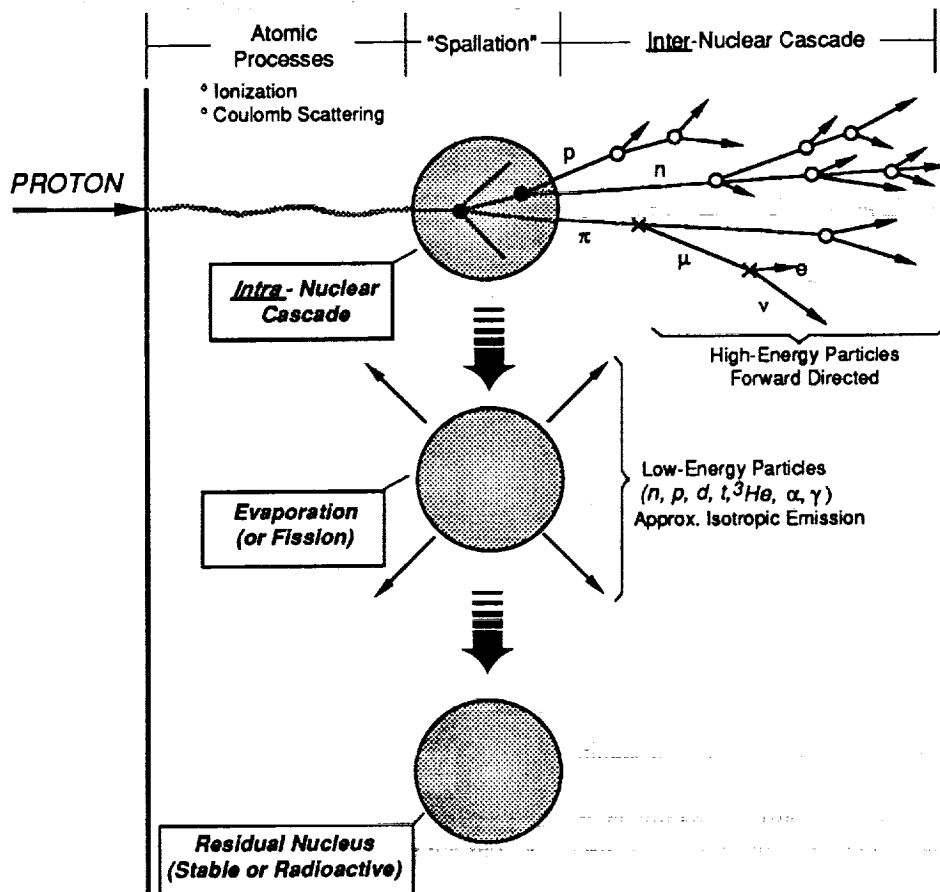 Atomic
Processes
"Spallation"
Inter-Nuclear Cascade
° Ionization
° Coulomb Scattering
PROTON
p
n
π
μ
e
ν
Intra - Nuclear
Cascade
High-Energy Particles
Forward Directed
Low-Energy Particles
(n, p, d, t,³He, α, γ)
Approx. Isotropic Emission
Evaporation
(or Fission)
Residual Nucleus
(Stable or Radioactive)